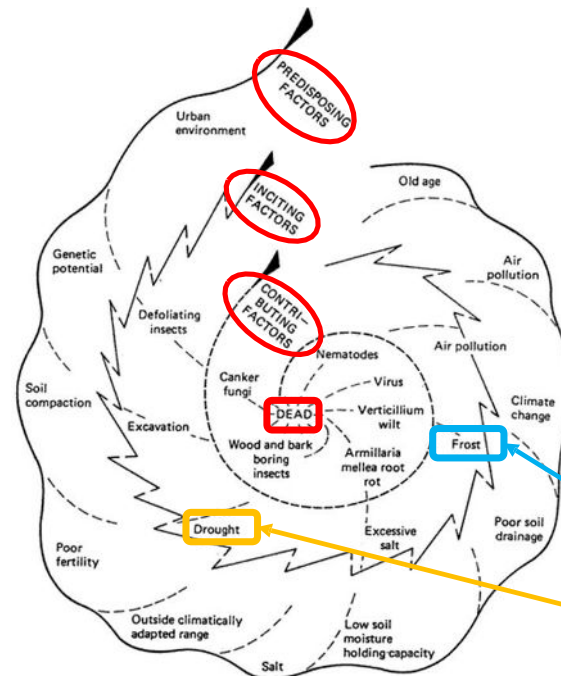 PREDISPOSING
FACTORS
Urban
environment
INCITING
FACTORS
Old age
Genetic
potential
Air
pollution
CONTRI-
BUTING
FACTORS
Defoliating
insects
Nematodes
Air pollution
Canker
fungi
Virus
Soil
compaction
DEAD
Verticillium
wilt
Climate
change
Excavation
Wood and bark
boring
insects
Armillaria
mellea root
rot
Frost
Drought
Excessive
salt
Poor soil
drainage
Poor
fertility
Outside climatically
adapted range
Low soil
moisture
holding capacity
Salt